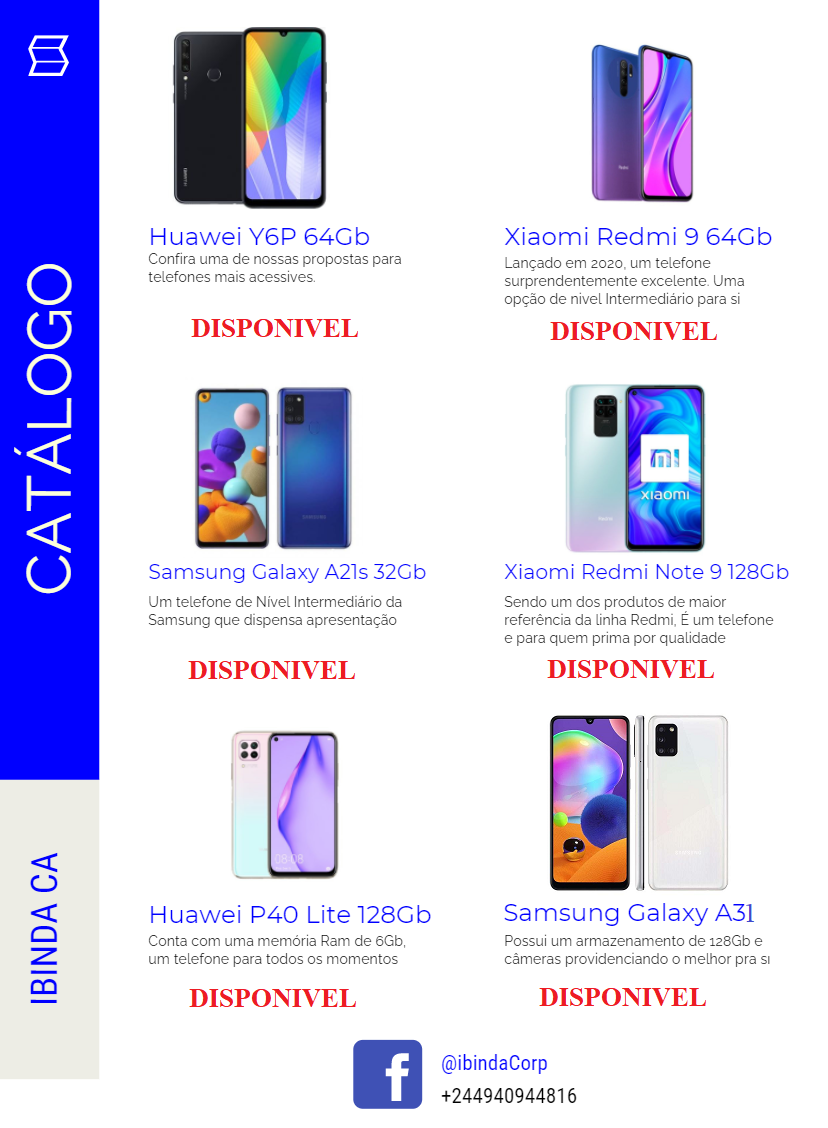 CATÁLOGO
IBINDA CA
Huawei Y6P 64Gb
Confira uma de nossas propostas para
telefones mais acessives.
DISPONIVEL
Xiaomi Redmi 9 64Gb
Lançado em 2020, um telefone
surprendentemente excelente. Uma
opção de nivel Intermediário para si
DISPONIVEL
Samsung Galaxy A21s 32Gb
Um telefone de Nível Intermediário da
Samsung que dispensa apresentação
DISPONIVEL
xiaomi
Xiaomi Redmi Note 9 128Gb
Sendo um dos produtos de maior
referência da linha Redmi, É um telefone
e para quem prima por qualidade
DISPONIVEL
08:08
Huawei P40 Lite 128Gb
Conta com uma memória Ram de 6Gb,
um telefone para todos os momentos
DISPONIVEL
Samsung Galaxy A31
Possui um armazenamento de 128Gb e
câmeras providenciando o melhor pra si
DISPONIVEL
@ibindaCorp
+244940944816